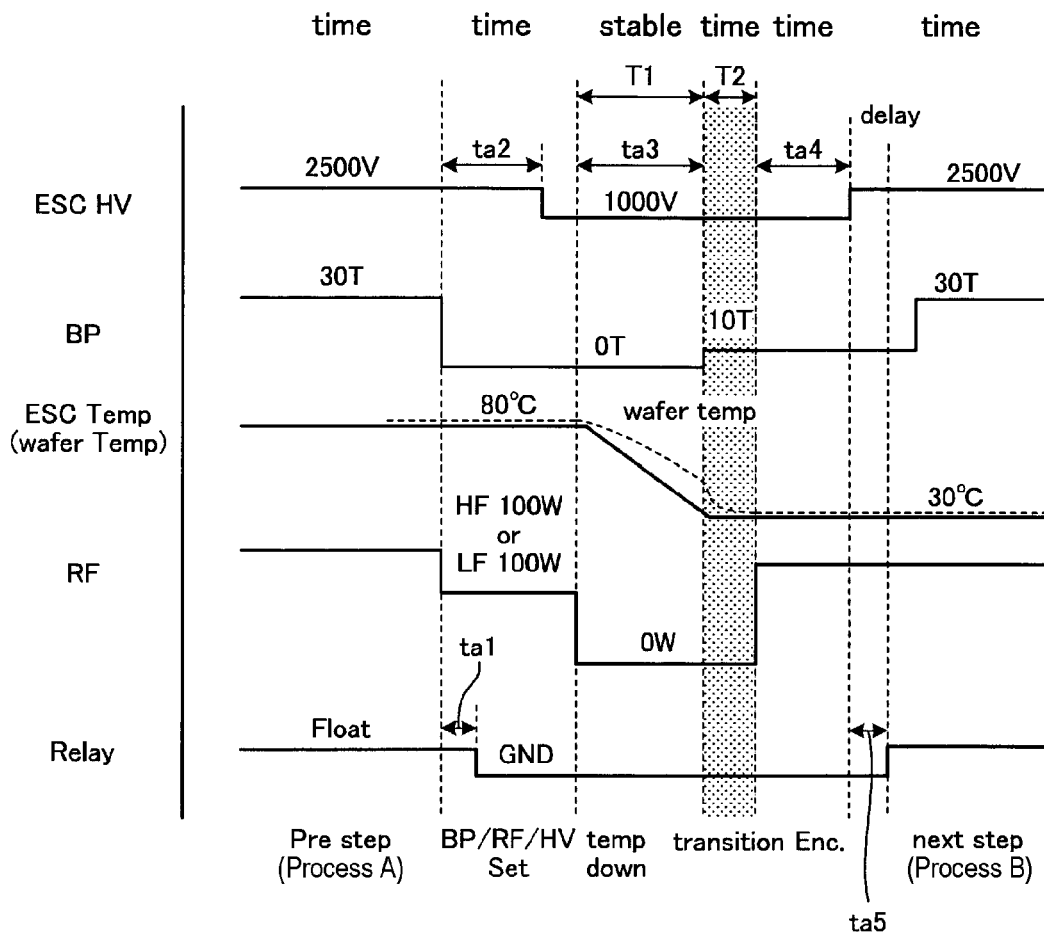 time time stable time time time
T1 T2
delay
ta2 ta3 ta4
2500V 2500V
ESC HV 1000V
30T 30T
10T
BP 0T
ESC Temp 80°C wafer temp
(wafer Temp)
30°C
HF 100W
or
RF LF 100W
0W
ta1
Float
Relay GND
Pre step BP/RF/HV temp transition Enc. next step
(Process A) Set down (Process B)
ta5